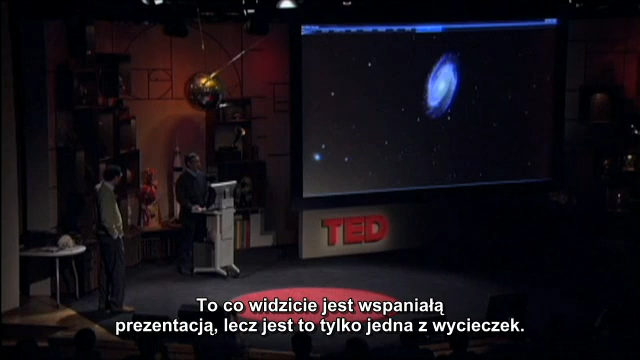 TED
To co widzicie jest wspaniałą
prezentacją, lecz jest to tylko jedna z wycieczek.